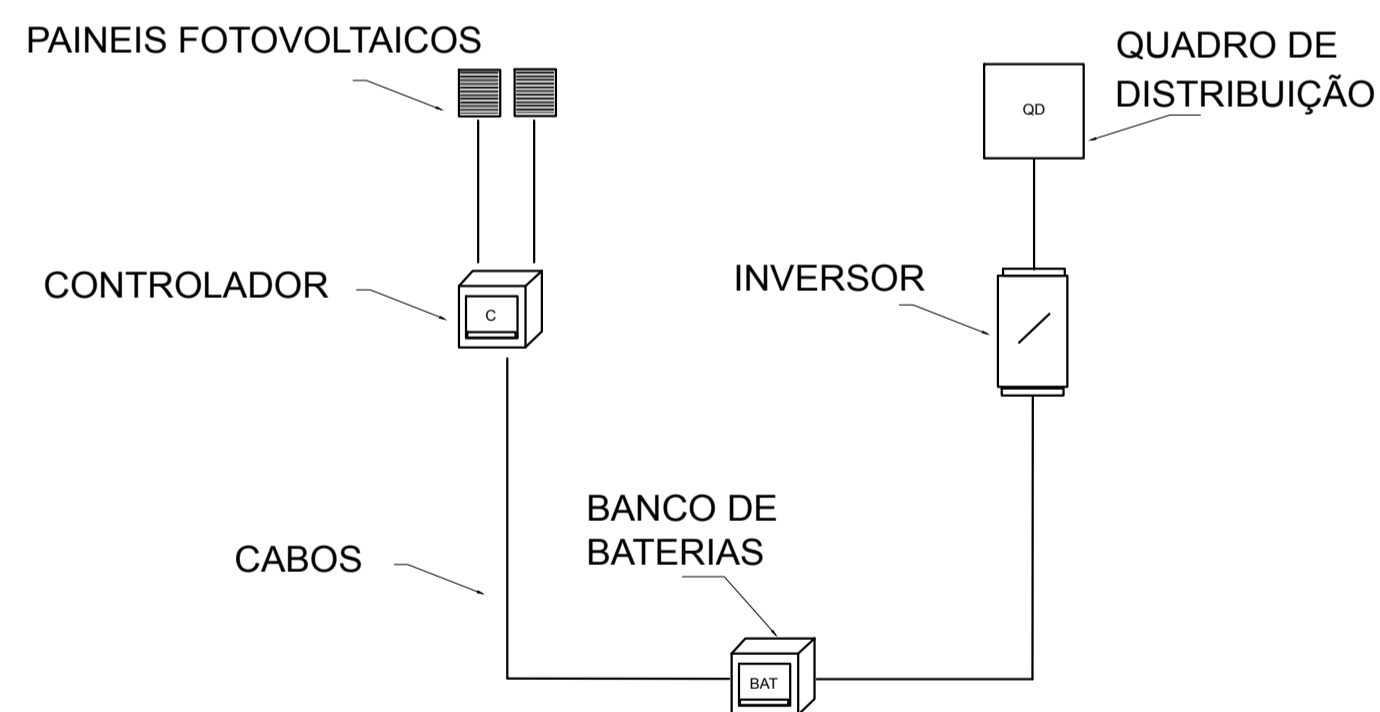 PAINEIS FOTOVOLTAICOS
QUADRO DE
DISTRIBUIÇÃO
QD
CONTROLADOR
C
INVERSOR
BANCO DE
BATERIAS
CABOS
BAT